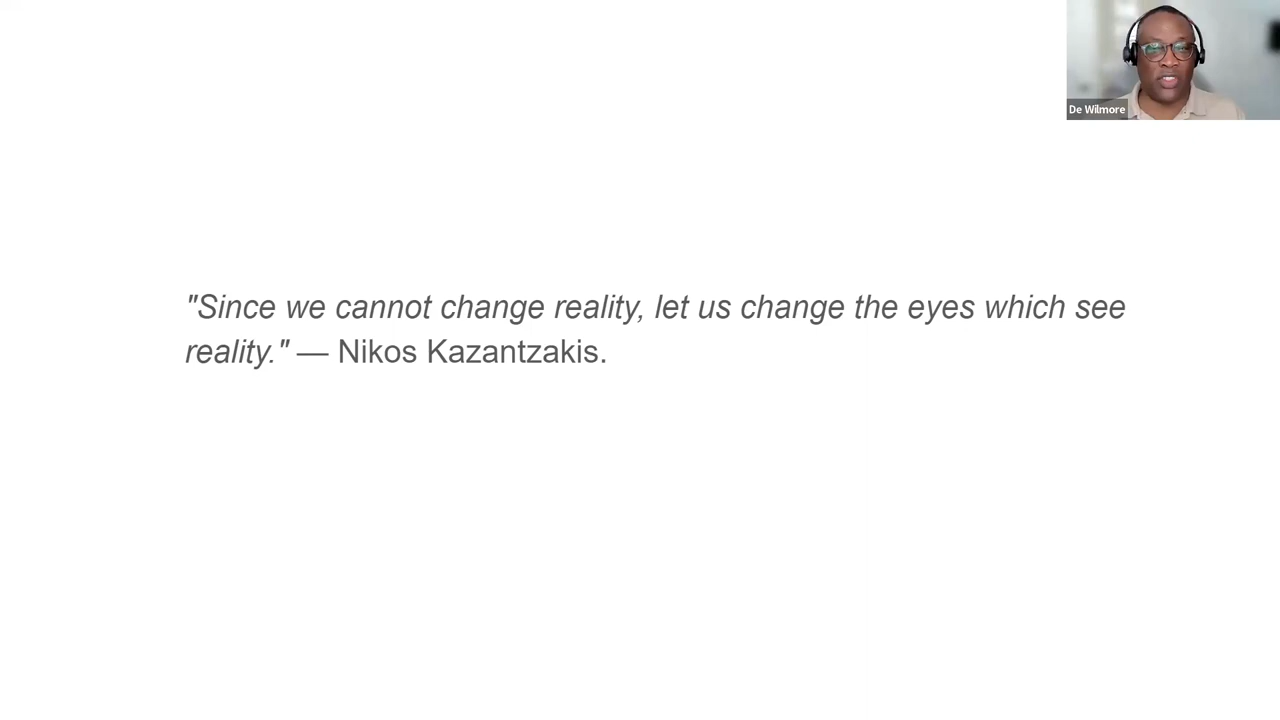 De Wilmore
"Since we cannot change reality, let us change the eyes which see
reality." — Nikos Kazantzakis.